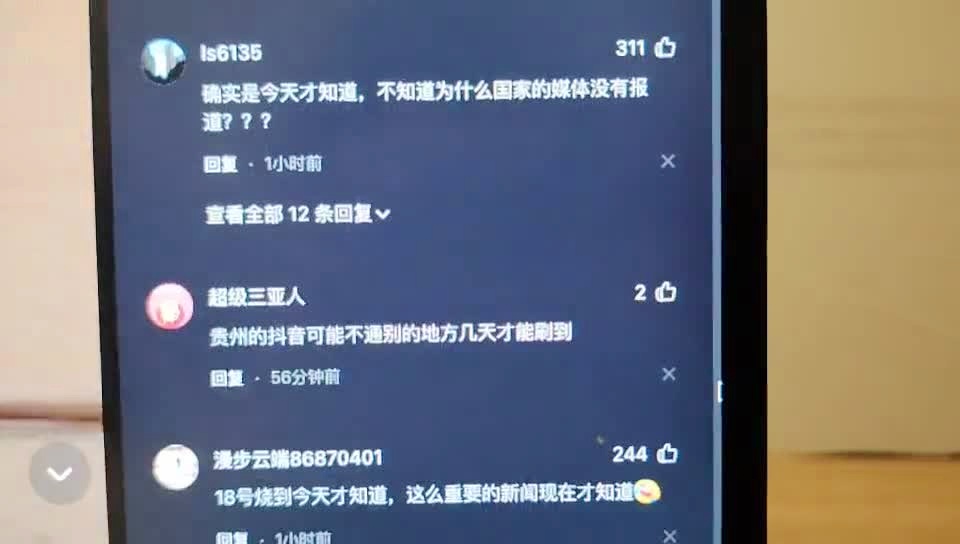 ls6135
311
确实是今天才知道，不知道为什么国家的媒体没有报
道？？？
回复 · 1小时前
查看全部 12 条回复
超级三亚人
2
贵州的抖音可能不通别的地方几天才能刷到
回复 · 56分钟前
漫步云端86870401
244
18号烧到今天才知道，这么重要的新闻现在才知道
回复 · 1小时前